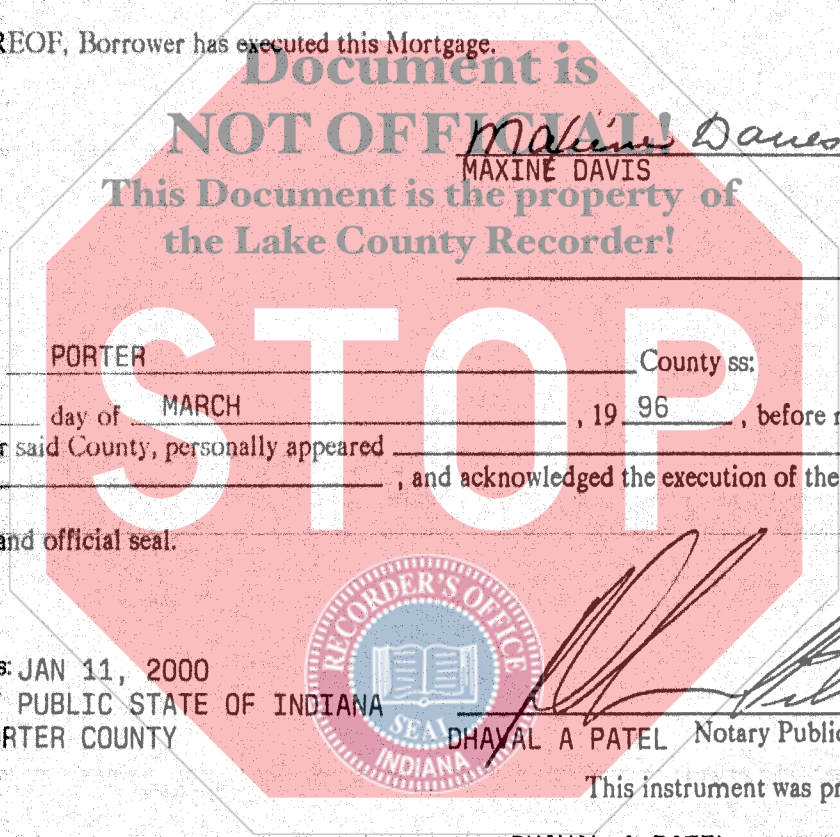 REOF, Borrower has executed this Mortgage.
Document is
NOT OFFICIAL!
Maxine Davis
MAXINE DAVIS
This Document is the property of
the Lake County Recorder!
STOP
PORTER County ss:
day of MARCH , 19 96 , before
r said County, personally appeared
, and acknowledged the execution of the
and official seal.
RECORDER'S OFFICE
SEAL
INDIANA
s: JAN 11, 2000
PUBLIC STATE OF INDIANA
RTER COUNTY
DHAVAL A PATEL Notary Public
This instrument was pr